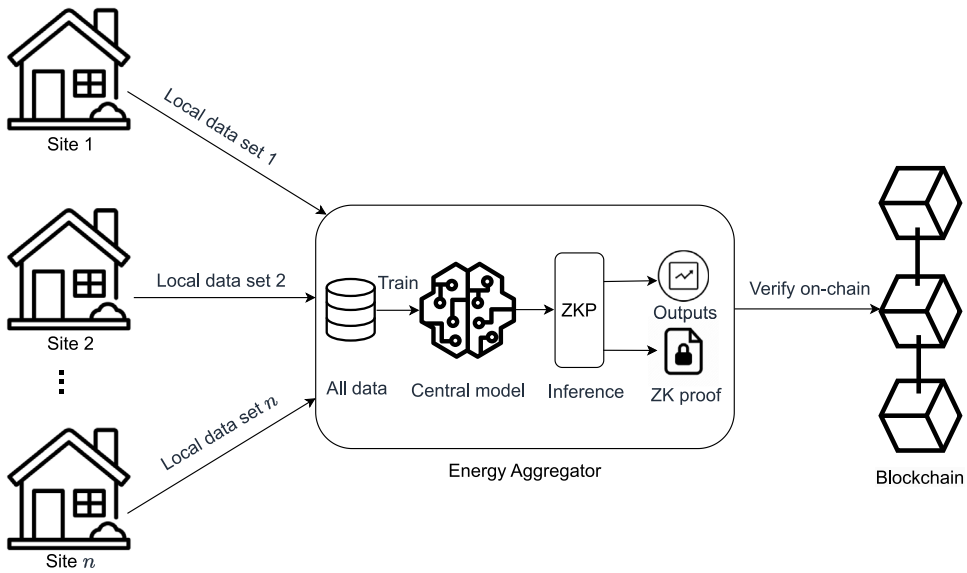 Local data set 1
Site 1
Local data set 2
Site 2
Local data set n
Site n
Train
ZKP
Outputs
Verify on-chain
All data
Central model
Inference
ZK proof
Energy Aggregator
Blockchain